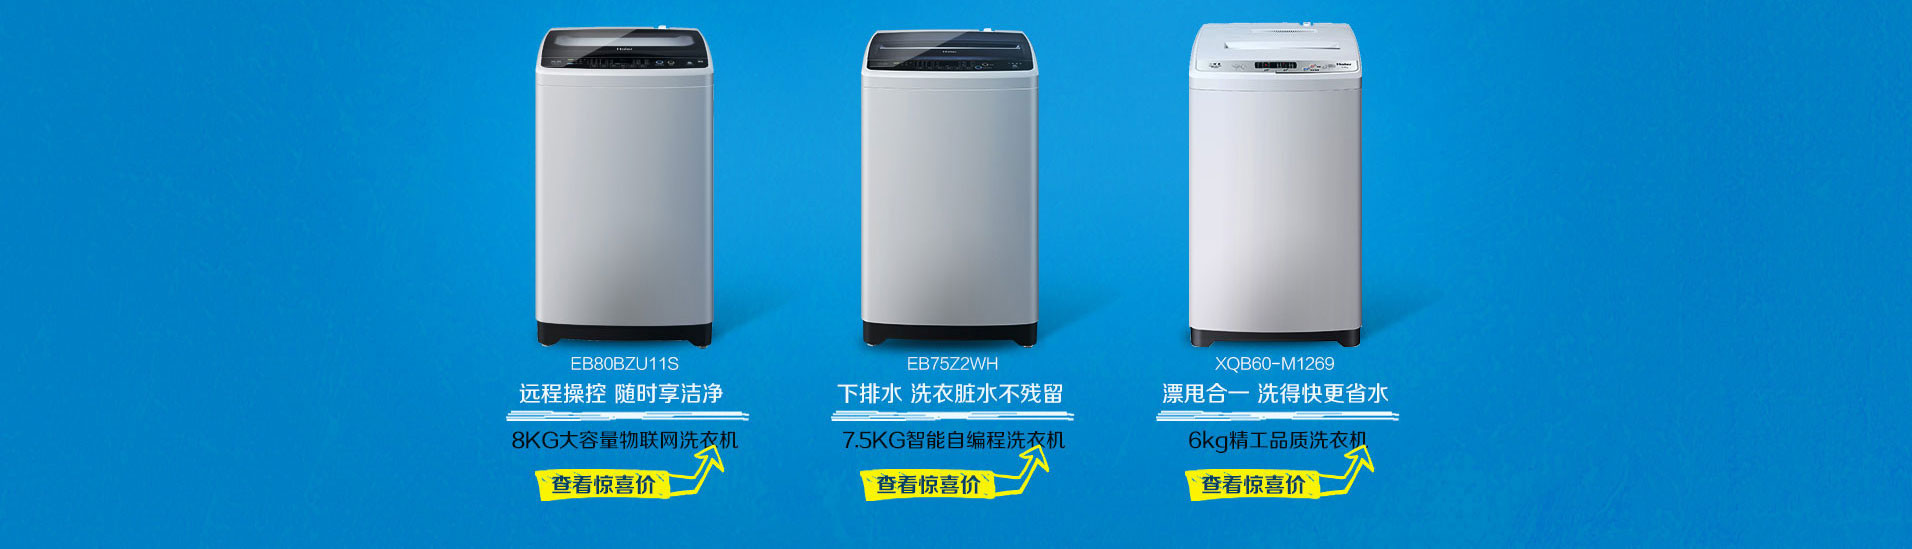 Haier
Haier
Haier
EB80BZU11S
远程操控 随时享洁净
8KG大容量物联网洗衣机
查看惊喜价
EB75Z2WH
下排水 洗衣脏水不残留
7.5KG智能自编程洗衣机
查看惊喜价
XQB60-M1269
漂甩合一 洗得快更省水
6kg精工品质洗衣机
查看惊喜价